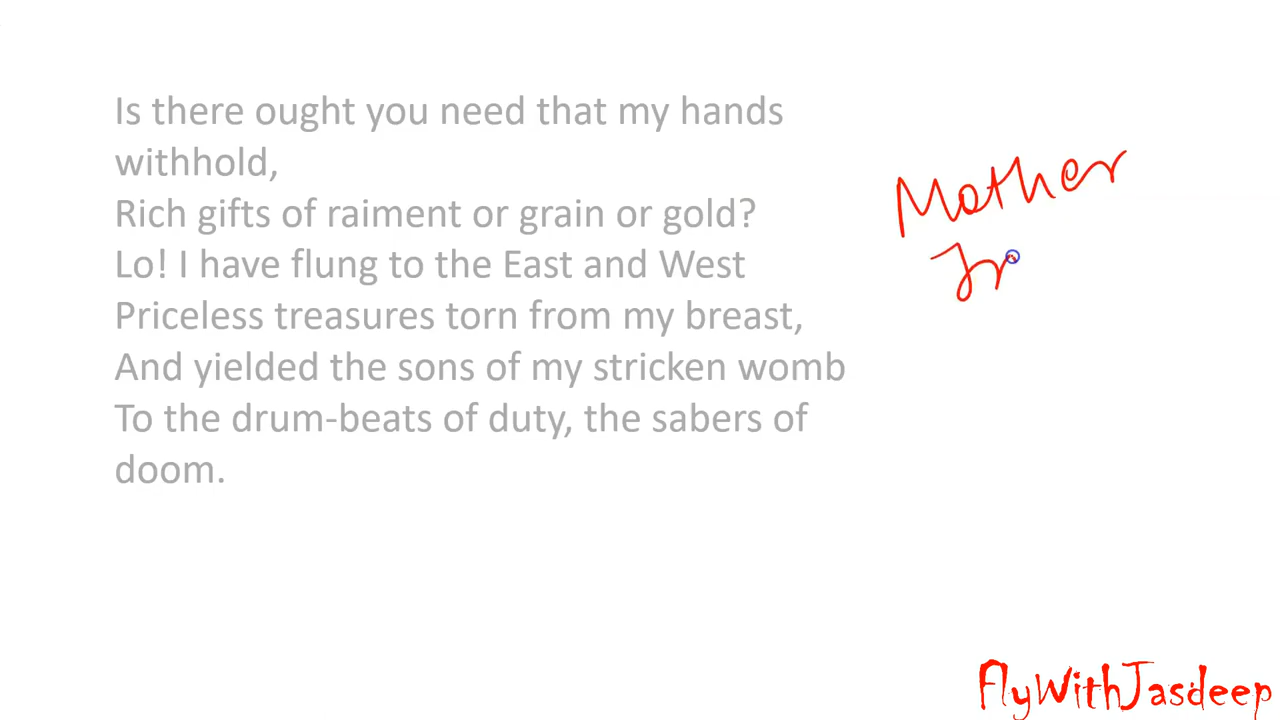 Is there ought you need that my hands
withhold,
Rich gifts of raiment or grain or gold?
Lo! I have flung to the East and West
Priceless treasures torn from my breast,
And yielded the sons of my stricken womb
To the drum-beats of duty, the sabers of
doom.
Mother
FlyWithJasdeep